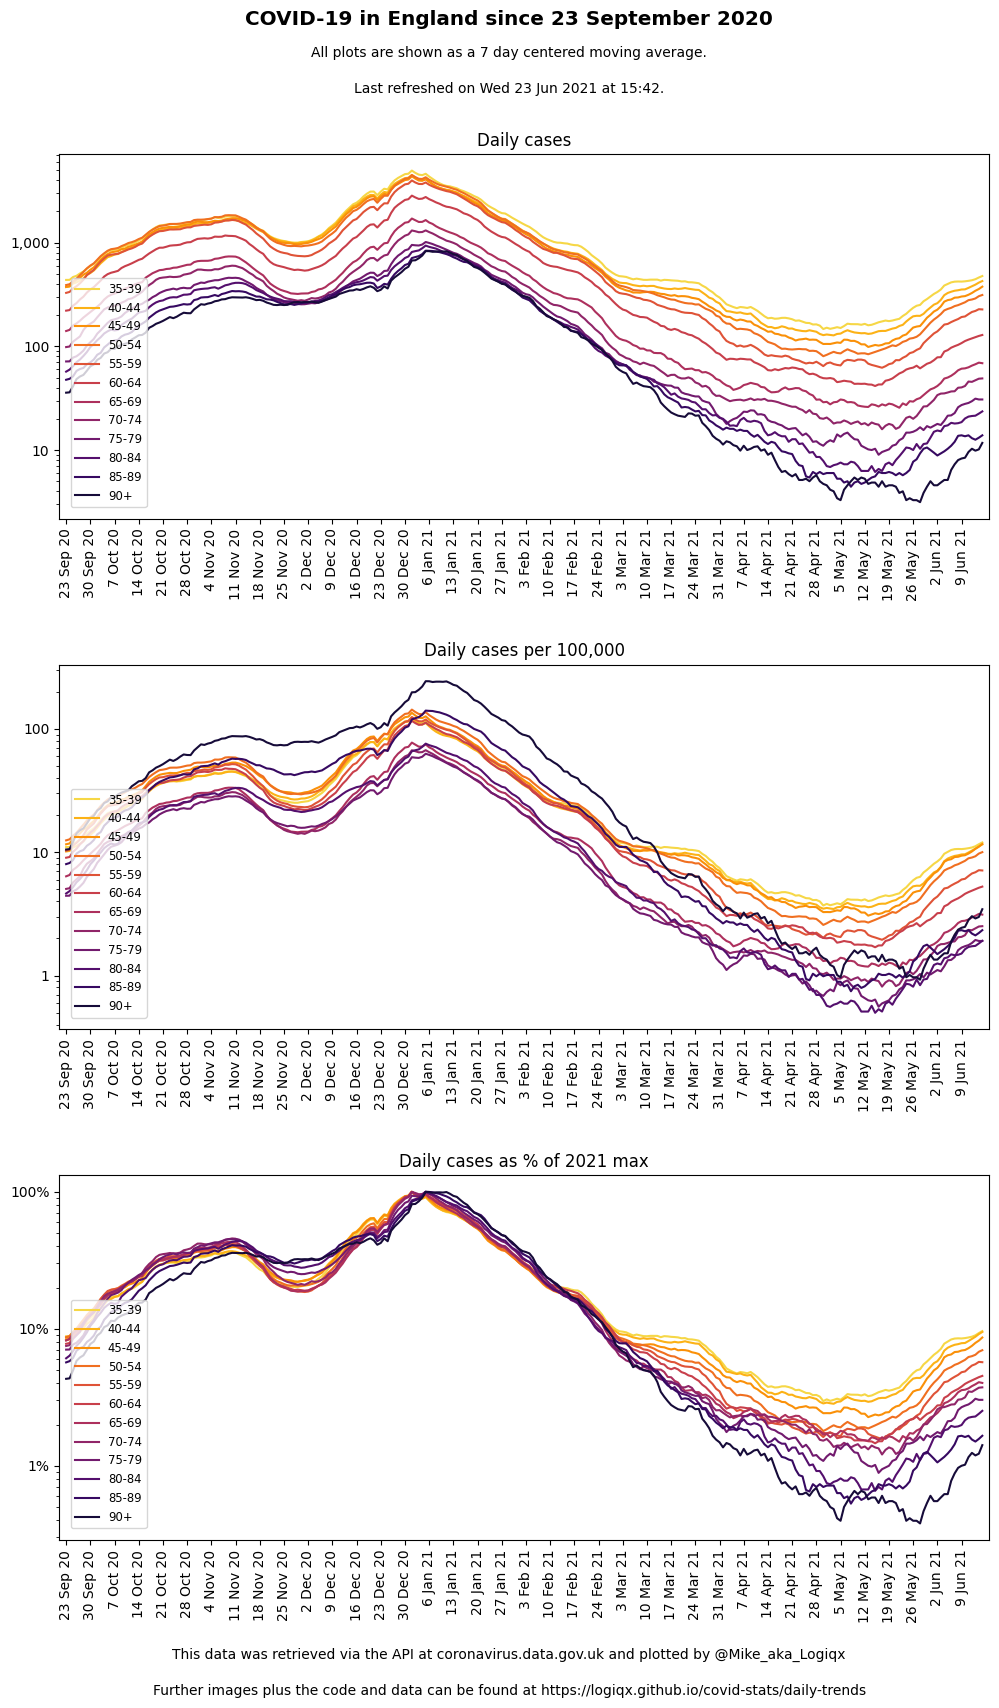 COVID-19 in England since 23 September 2020
All plots are shown as a 7 day centered moving average.
Last refreshed on Wed 23 Jun 2021 at 15:42.
Daily cases
1,000
100
10
35-39
40-44
45-49
50-54
55-59
60-64
65-69
70-74
75-79
80-84
85-89
90+
23 Sep 20
30 Sep 20
7 Oct 20
14 Oct 20
21 Oct 20
28 Oct 20
4 Nov 20
11 Nov 20
18 Nov 20
25 Nov 20
2 Dec 20
9 Dec 20
16 Dec 20
23 Dec 20
30 Dec 20
6 Jan 21
13 Jan 21
20 Jan 21
27 Jan 21
3 Feb 21
10 Feb 21
17 Feb 21
24 Feb 21
3 Mar 21
10 Mar 21
17 Mar 21
24 Mar 21
31 Mar 21
7 Apr 21
14 Apr 21
21 Apr 21
28 Apr 21
5 May 21
12 May 21
19 May 21
26 May 21
2 Jun 21
9 Jun 21
Daily cases per 100,000
100
10
1
35-39
40-44
45-49
50-54
55-59
60-64
65-69
70-74
75-79
80-84
85-89
90+
23 Sep 20
30 Sep 20
7 Oct 20
14 Oct 20
21 Oct 20
28 Oct 20
4 Nov 20
11 Nov 20
18 Nov 20
25 Nov 20
2 Dec 20
9 Dec 20
16 Dec 20
23 Dec 20
30 Dec 20
6 Jan 21
13 Jan 21
20 Jan 21
27 Jan 21
3 Feb 21
10 Feb 21
17 Feb 21
24 Feb 21
3 Mar 21
10 Mar 21
17 Mar 21
24 Mar 21
31 Mar 21
7 Apr 21
14 Apr 21
21 Apr 21
28 Apr 21
5 May 21
12 May 21
19 May 21
26 May 21
2 Jun 21
9 Jun 21
Daily cases as % of 2021 max
100%
10%
1%
35-39
40-44
45-49
50-54
55-59
60-64
65-69
70-74
75-79
80-84
85-89
90+
23 Sep 20
30 Sep 20
7 Oct 20
14 Oct 20
21 Oct 20
28 Oct 20
4 Nov 20
11 Nov 20
18 Nov 20
25 Nov 20
2 Dec 20
9 Dec 20
16 Dec 20
23 Dec 20
30 Dec 20
6 Jan 21
13 Jan 21
20 Jan 21
27 Jan 21
3 Feb 21
10 Feb 21
17 Feb 21
24 Feb 21
3 Mar 21
10 Mar 21
17 Mar 21
24 Mar 21
31 Mar 21
7 Apr 21
14 Apr 21
21 Apr 21
28 Apr 21
5 May 21
12 May 21
19 May 21
26 May 21
2 Jun 21
9 Jun 21
This data was retrieved via the API at coronavirus.data.gov.uk and plotted by @Mike_aka_Logiqx
Further images plus the code and data can be found at https://logiqx.github.io/covid-stats/daily-trends